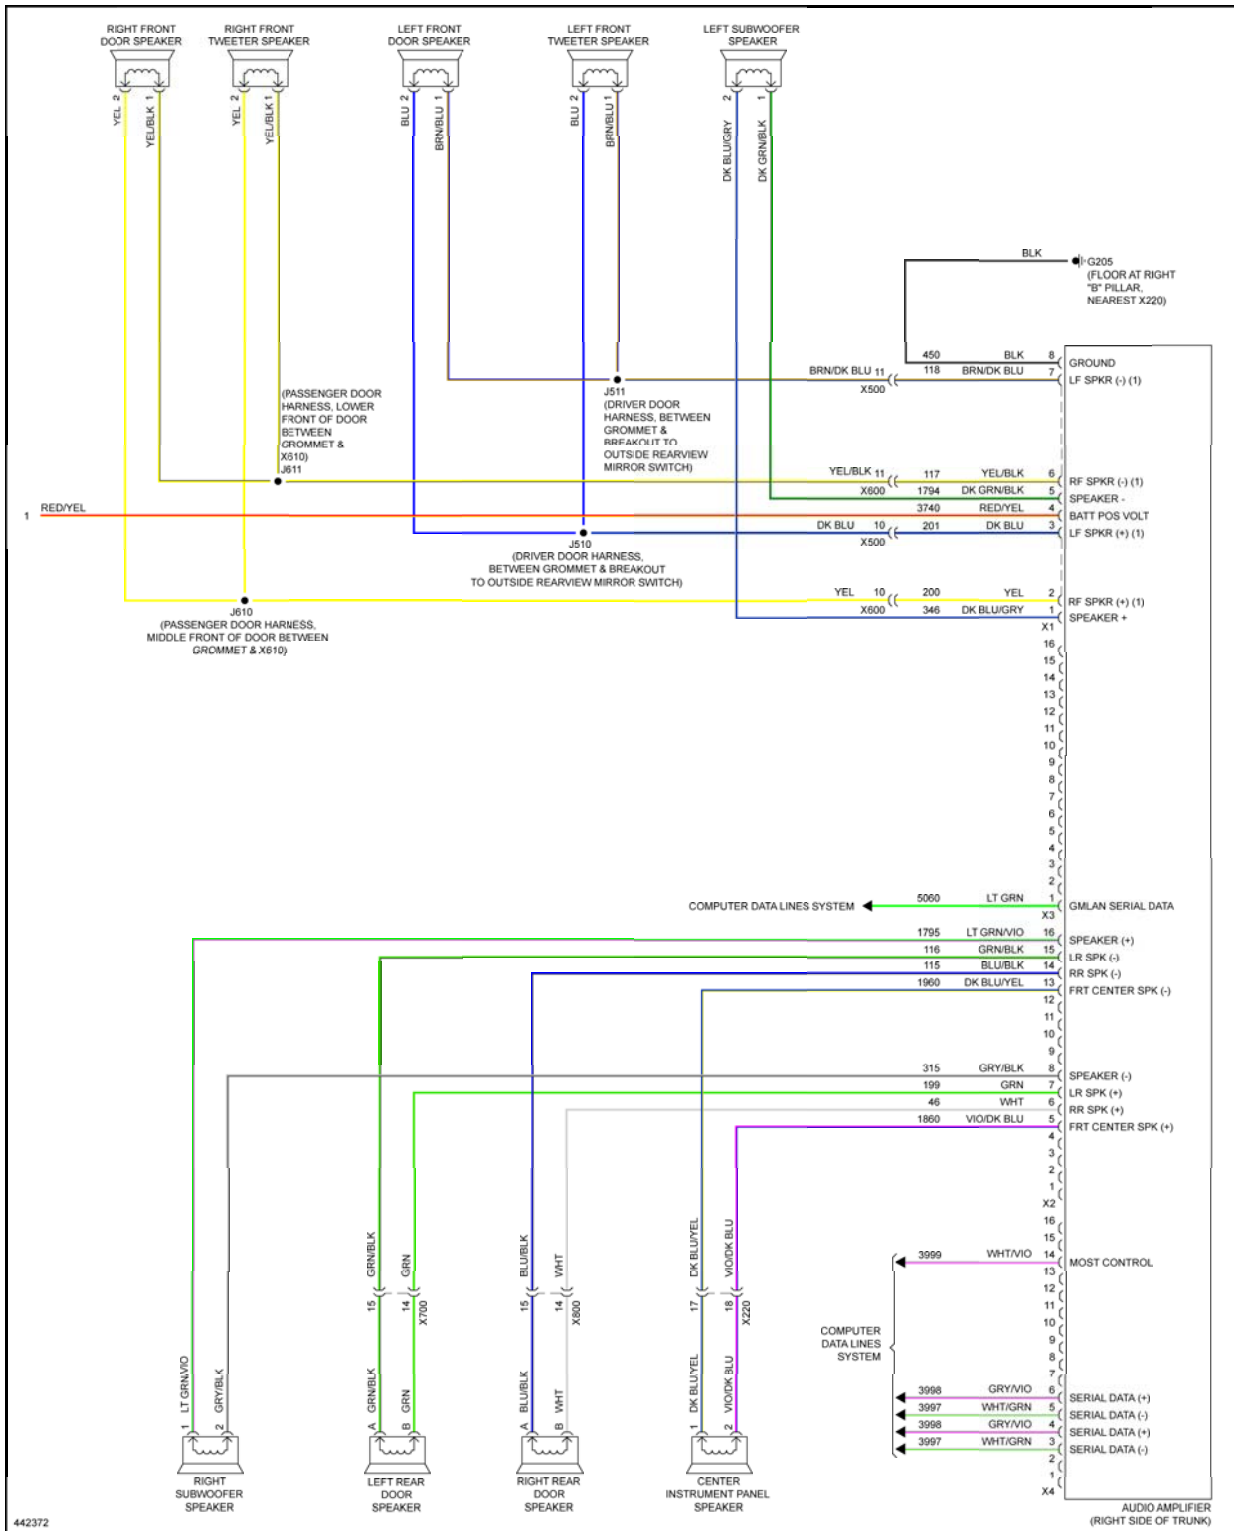 RIGHT FRONT
DOOR SPEAKER
RIGHT FRONT
TWEETER SPEAKER
LEFT FRONT
DOOR SPEAKER
LEFT FRONT
TWEETER SPEAKER
LEFT SUBWOOFER
SPEAKER
YEL 2
YEL/BLK 1
YEL 2
YEL/BLK 1
BLU 2
BRN/BLU 1
BLU 2
BRN/BLU 1
DK BLU/GRY 2
DK GRN/BLK 1
BLK
G205
(FLOOR AT RIGHT
"B" PILLAR,
NEAREST X220)
450 BLK 8 GROUND
BRN/DK BLU 11 118 BRN/DK BLU 7 LF SPKR (-) (1)
X500
J511
(DRIVER DOOR
HARNESS, BETWEEN
GROMMET &
BREAKOUT TO
OUTSIDE REARVIEW
MIRROR SWITCH)
(PASSENGER DOOR
HARNESS, LOWER
FRONT OF DOOR
BETWEEN
GROMMET &
X610)
J611
YEL/BLK 11 117 YEL/BLK 6 RF SPKR (-) (1)
X600 1794 DK GRN/BLK 5 SPEAKER -
1 RED/YEL 3740 RED/YEL 4 BATT POS VOLT
DK BLU 10 201 DK BLU 3 LF SPKR (+) (1)
X500
J510
(DRIVER DOOR HARNESS,
BETWEEN GROMMET & BREAKOUT
TO OUTSIDE REARVIEW MIRROR SWITCH)
YEL 10 200 YEL 2 RF SPKR (+) (1)
X600 346 DK BLU/GRY 1 SPEAKER +
X1
J610
(PASSENGER DOOR HARNESS,
MIDDLE FRONT OF DOOR BETWEEN
GROMMET & X610)
16
15
14
13
12
11
10
9
8
7
6
5
4
3
2
COMPUTER DATA LINES SYSTEM 5060 LT GRN 1 GMLAN SERIAL DATA
X3
1795 LT GRN/VIO 16 SPEAKER (+)
116 GRN/BLK 15 LR SPK (-)
115 BLU/BLK 14 RR SPK (-)
1960 DK BLU/YEL 13 FRT CENTER SPK (-)
12
11
10
9
315 GRY/BLK 8 SPEAKER (-)
199 GRN 7 LR SPK (+)
46 WHT 6 RR SPK (+)
1860 VIO/DK BLU 5 FRT CENTER SPK (+)
4
3
2
1
X2
16
15
3999 WHT/VIO 14 MOST CONTROL
13
12
11
10
9
8
7
COMPUTER
DATA LINES
SYSTEM
3998 GRY/VIO 6 SERIAL DATA (+)
3997 WHT/GRN 5 SERIAL DATA (-)
3998 GRY/VIO 4 SERIAL DATA (+)
3997 WHT/GRN 3 SERIAL DATA (-)
2
1
X4
GRN/BLK
GRN
BLU/BLK
WHT
DK BLU/YEL
VIO/DK BLU
15
14
X700
15
14
X800
17
18
X220
1 LT GRN/VIO
2 GRY/BLK
A GRN/BLK
B GRN
A BLU/BLK
B WHT
1 DK BLU/YEL
2 VIO/DK BLU
RIGHT
SUBWOOFER
SPEAKER
LEFT REAR
DOOR
SPEAKER
RIGHT REAR
DOOR
SPEAKER
CENTER
INSTRUMENT PANEL
SPEAKER
AUDIO AMPLIFIER
(RIGHT SIDE OF TRUNK)
442372